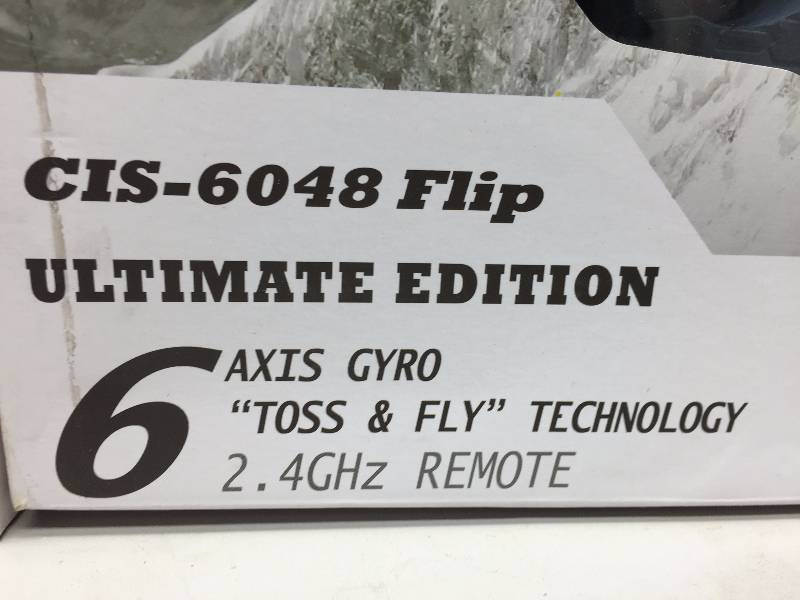 CIS-6048 Flip
ULTIMATE EDITION
6 AXIS GYRO
“TOSS & FLY” TECHNOLOGY
2.4GHz REMOTE